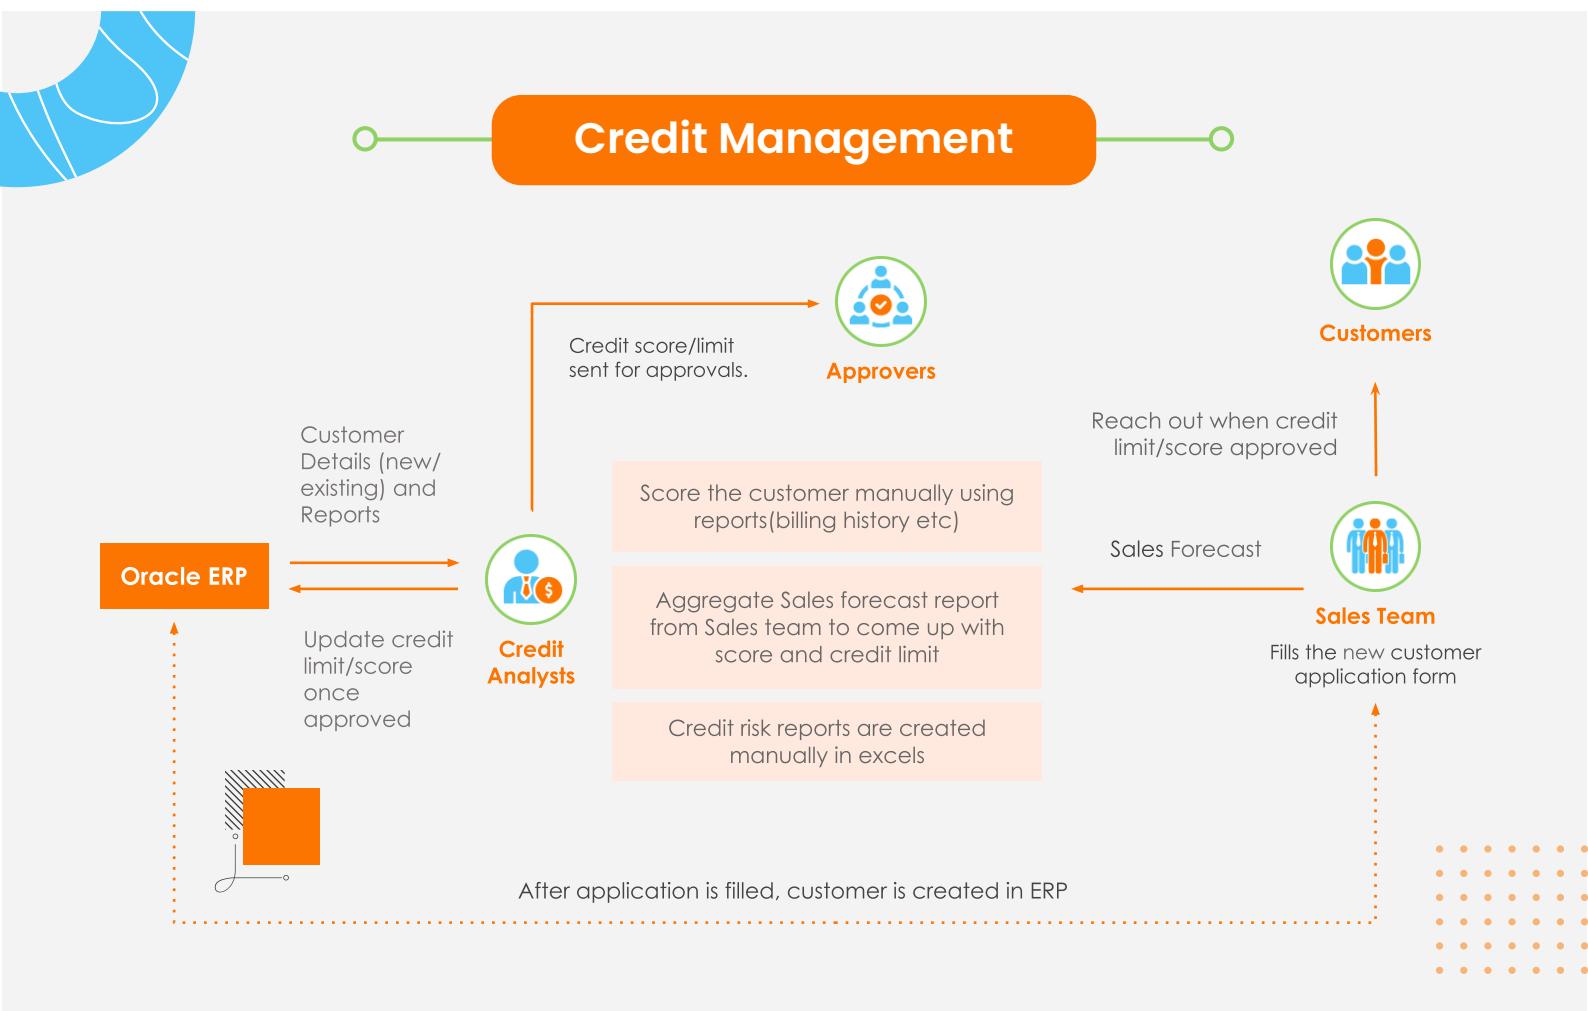 Credit Management
Customers
Credit score/limit
sent for approvals.
Approvers
Reach out when credit
limit/score approved
Customer
Details (new/
existing) and
Reports
Score the customer manually using
reports(billing history etc)
Sales Forecast
Oracle ERP
Aggregate Sales forecast report
from Sales team to come up with
score and credit limit
Sales Team
Fills the new customer
application form
Update credit
limit/score
once
approved
Credit
Analysts
Credit risk reports are created
manually in excels
After application is filled, customer is created in ERP